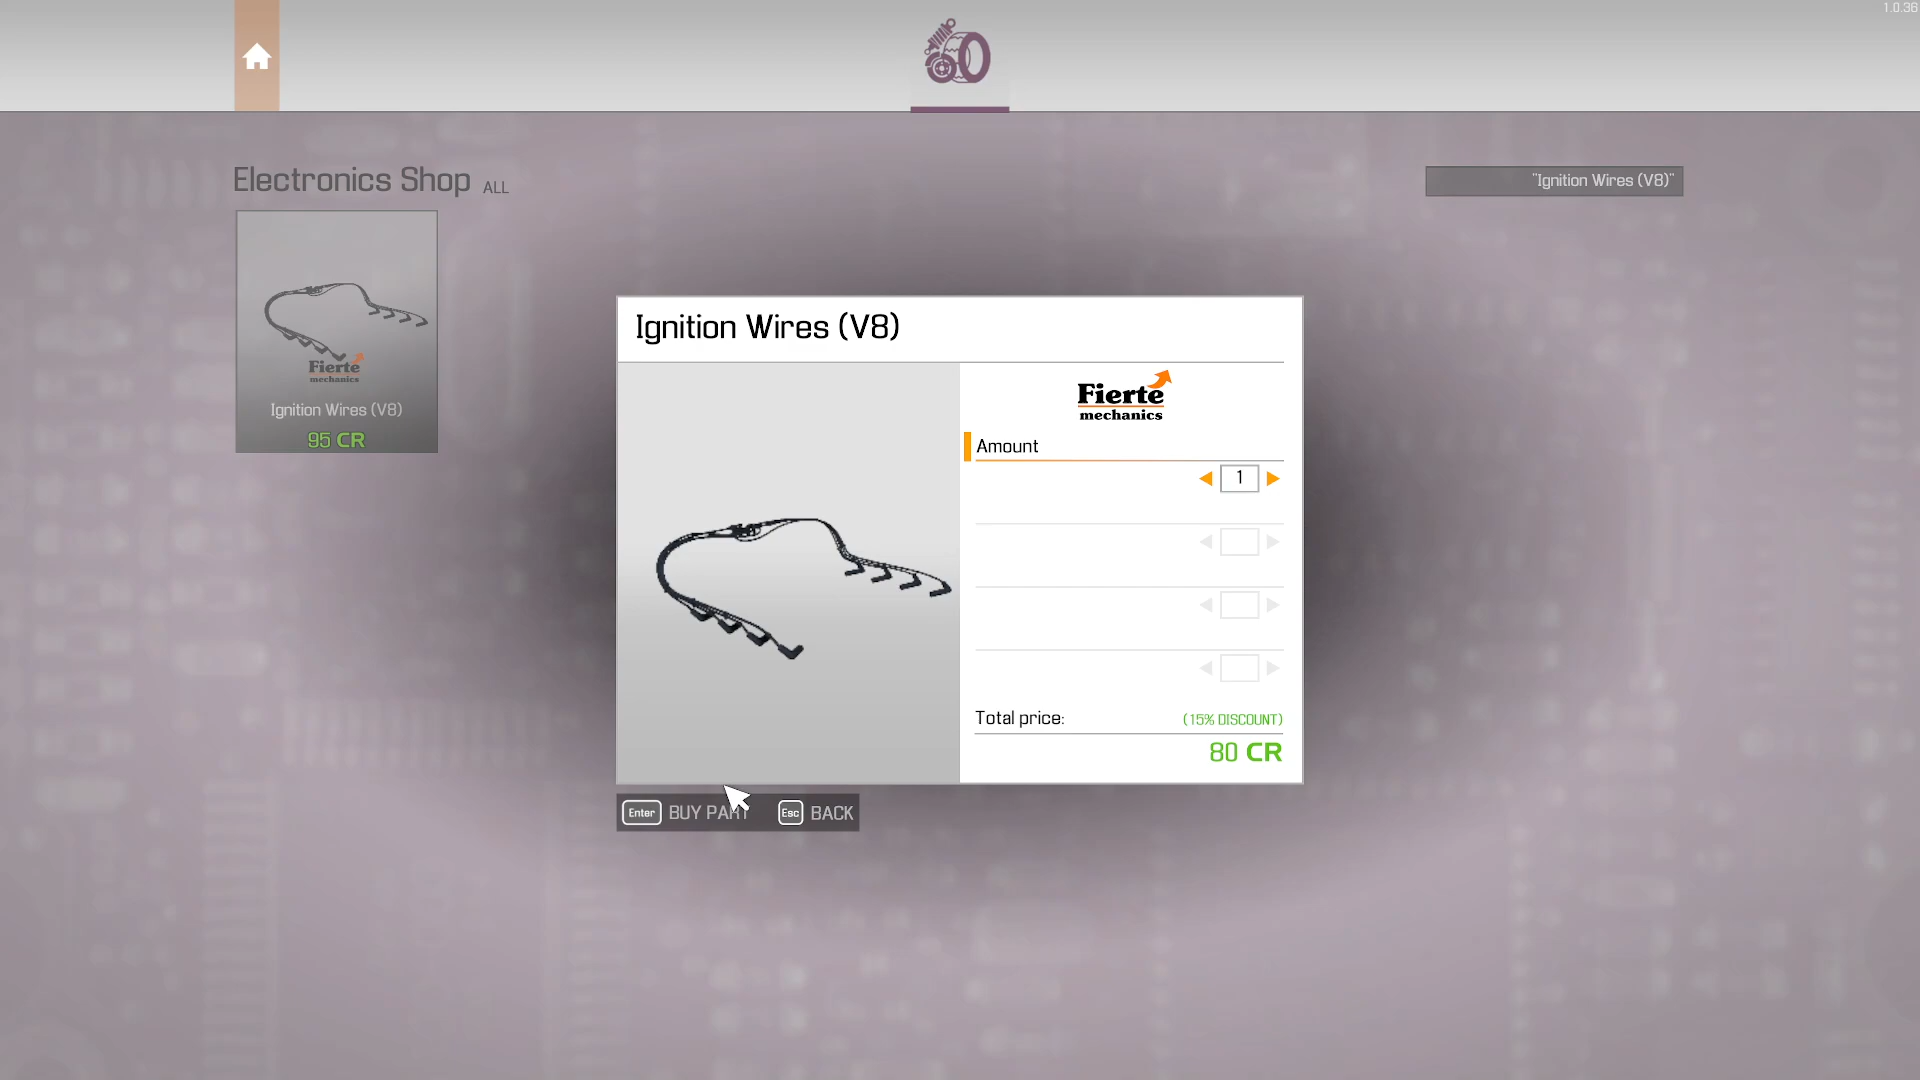 1.0.36
Electronics Shop ALL
"Ignition Wires (V8)"
Fierte
mechanics
Ignition Wires (V8)
95 CR
Ignition Wires (V8)
Fierte
mechanics
Amount
1
Total price: (15% DISCOUNT)
80 CR
Enter BUY PART Esc BACK